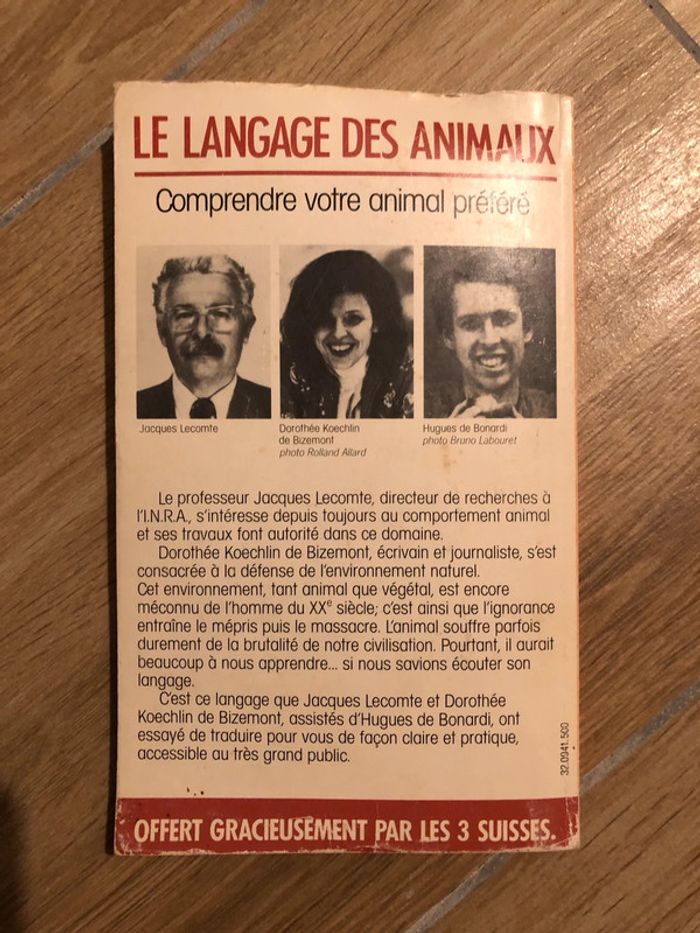 LE LANGAGE DES ANIMAUX
Comprendre votre animal préféré
Jacques Lecomte
Dorothée Koechlin
de Bizemont
photo Rolland Allard
Hugues de Bonardi
photo Bruno Labouret
Le professeur Jacques Lecomte, directeur de recherches à
l'I.N.R.A., s'intéresse depuis toujours au comportement animal
et ses travaux font autorité dans ce domaine.
Dorothée Koechlin de Bizemont, écrivain et journaliste, s'est
consacrée à la défense de l'environnement naturel.
Cet environnement, tant animal que végétal, est encore
méconnu de l'homme du XXe siècle; c'est ainsi que l'ignorance
entraîne le mépris puis le massacre. L'animal souffre parfois
durement de la brutalité de notre civilisation. Pourtant, il aurait
beaucoup à nous apprendre... si nous savions écouter son
langage.
C'est ce langage que Jacques Lecomte et Dorothée
Koechlin de Bizemont, assistés d'Hugues de Bonardi, ont
essayé de traduire pour vous de façon claire et pratique,
accessible au très grand public.
32.0941.500
OFFERT GRACIEUSEMENT PAR LES 3 SUISSES.